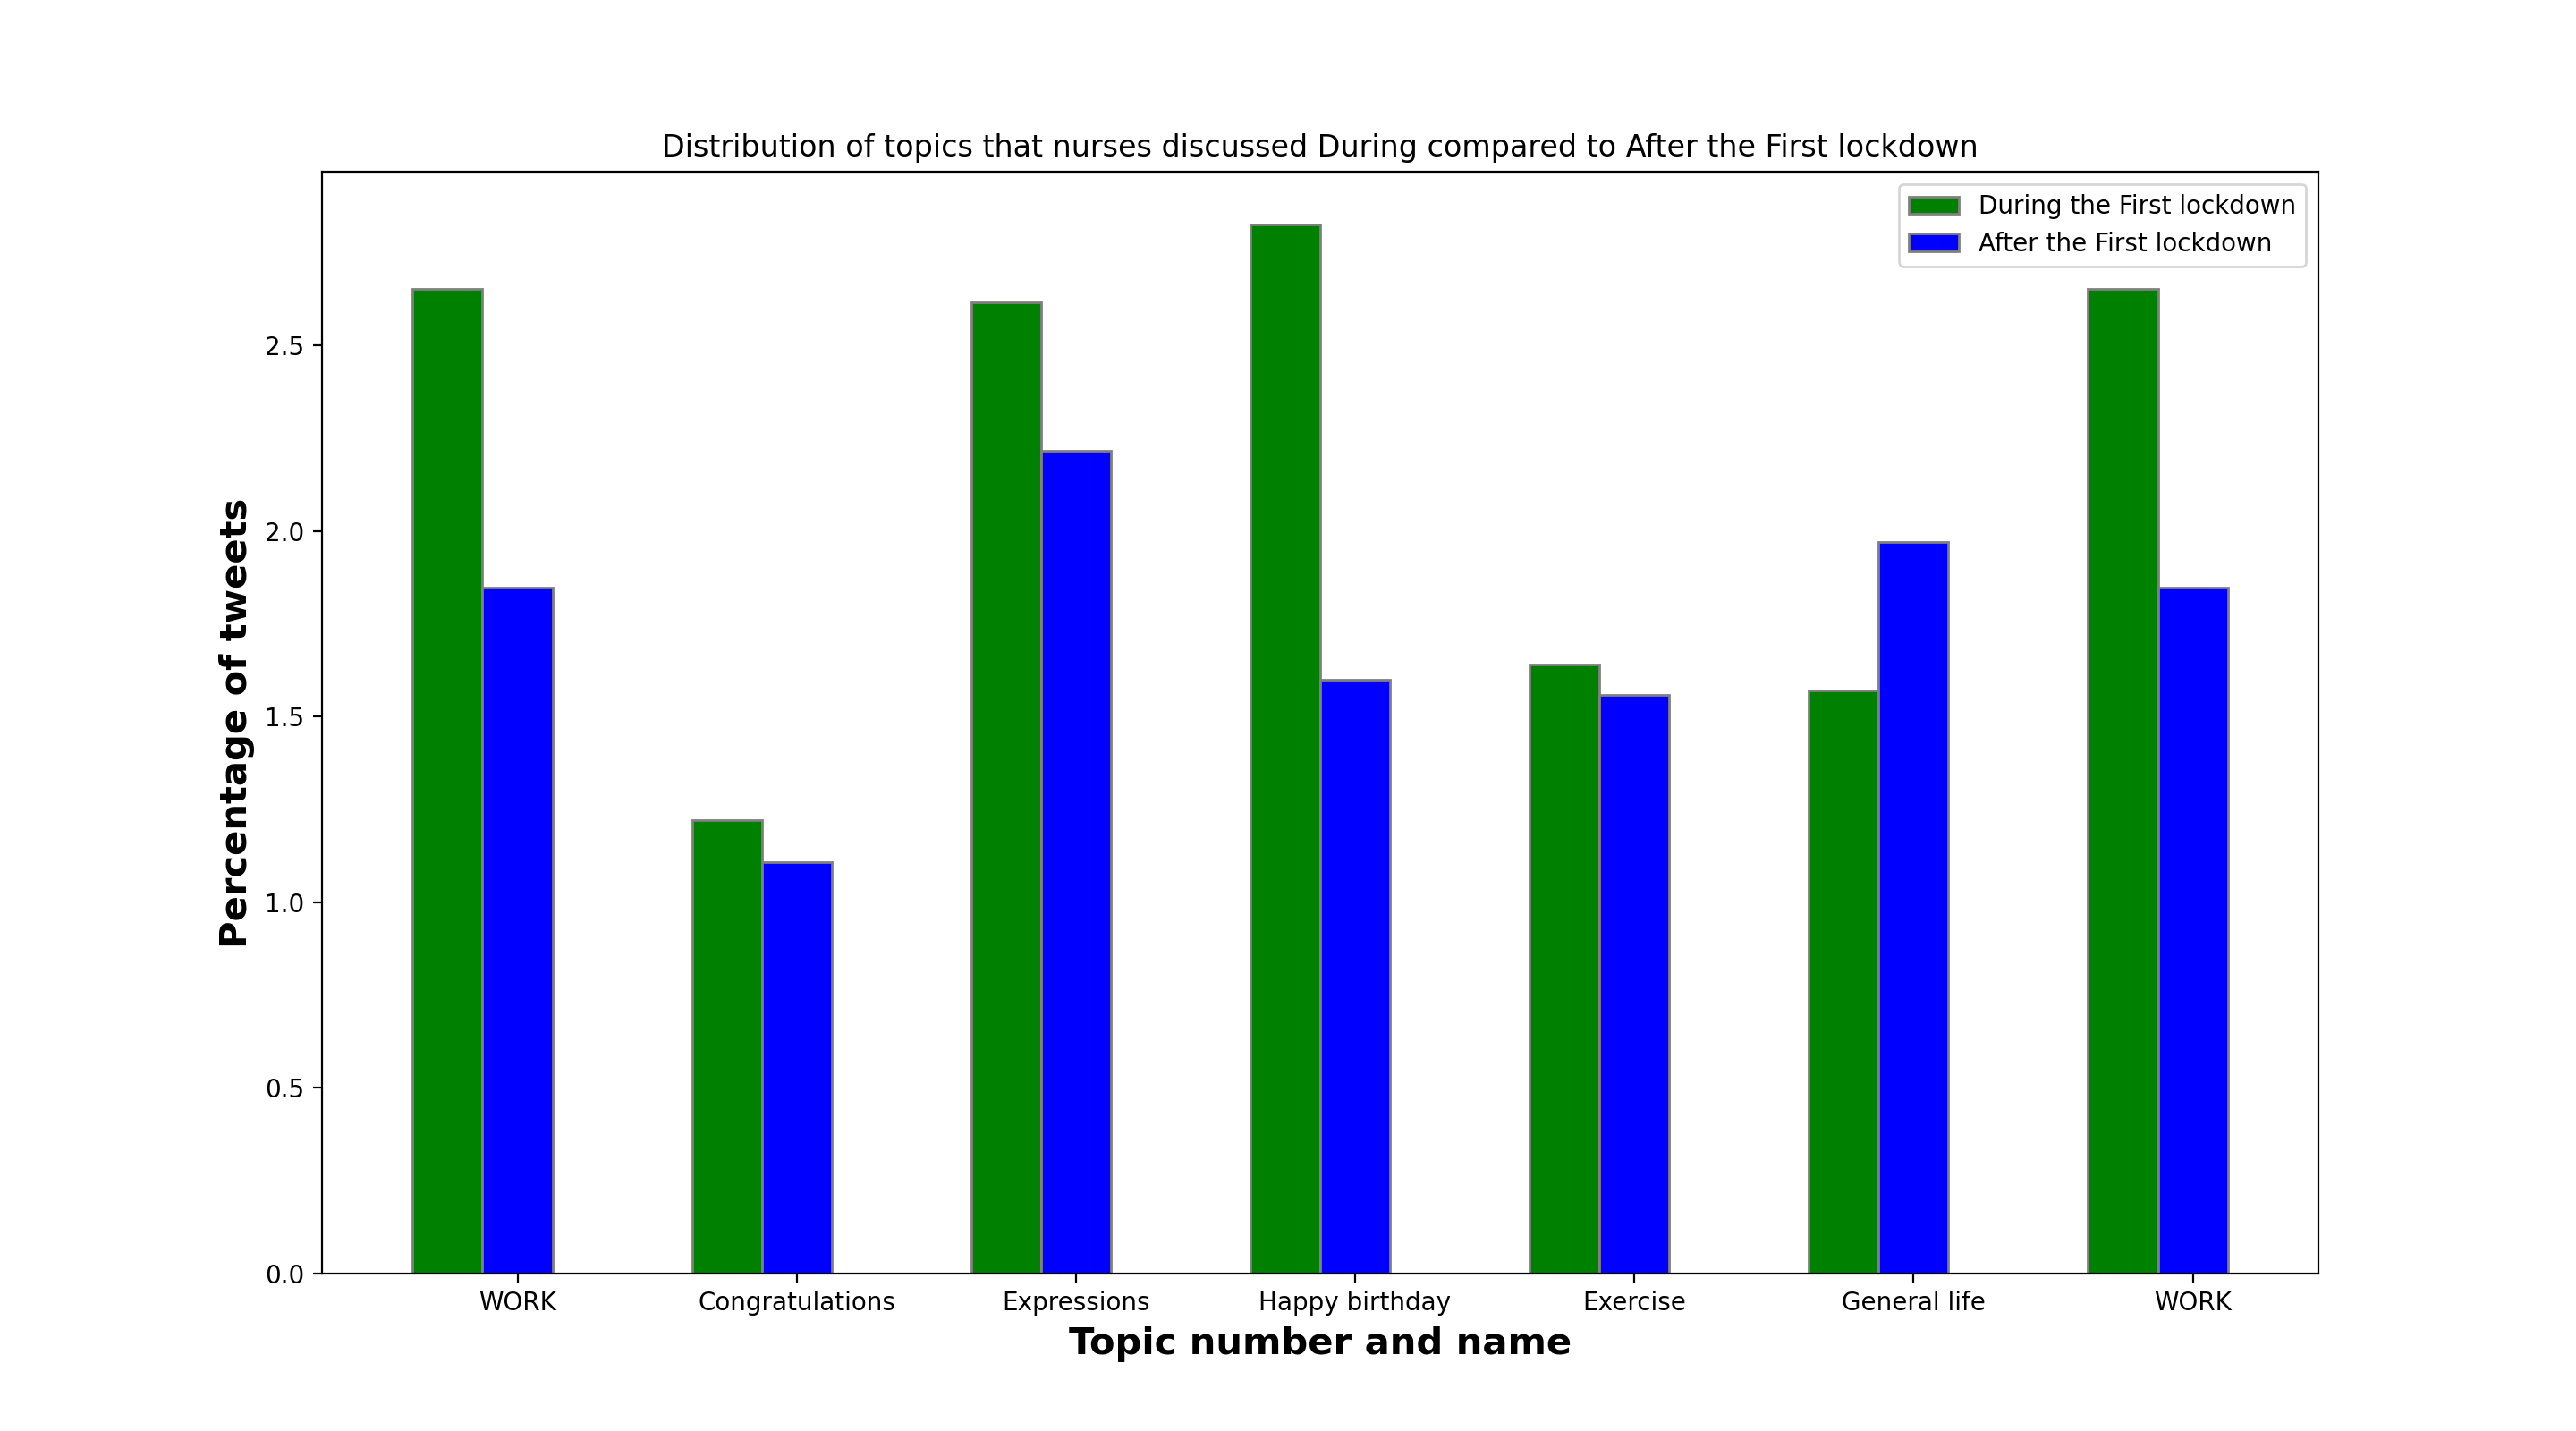 Distribution of topics that nurses discussed During compared to After the First lockdown
During the First lockdown
After the First lockdown
Percentage of tweets
2.5
2.0
1.5
1.0
0.5
0.0
WORK Congratulations Expressions Happy birthday Exercise General life WORK
Topic number and name